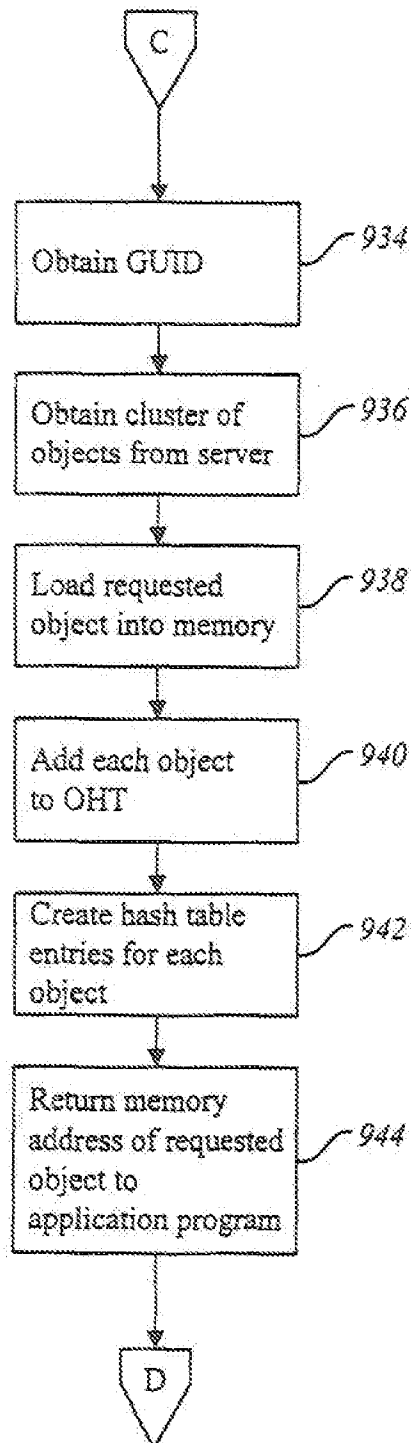 C
Obtain GUID
934
Obtain cluster of
objects from server
936
Load requested
object into memory
938
Add each object
to OHT
940
Create hash table
entries for each
object
942
Return memory
address of requested
object to
application program
944
D